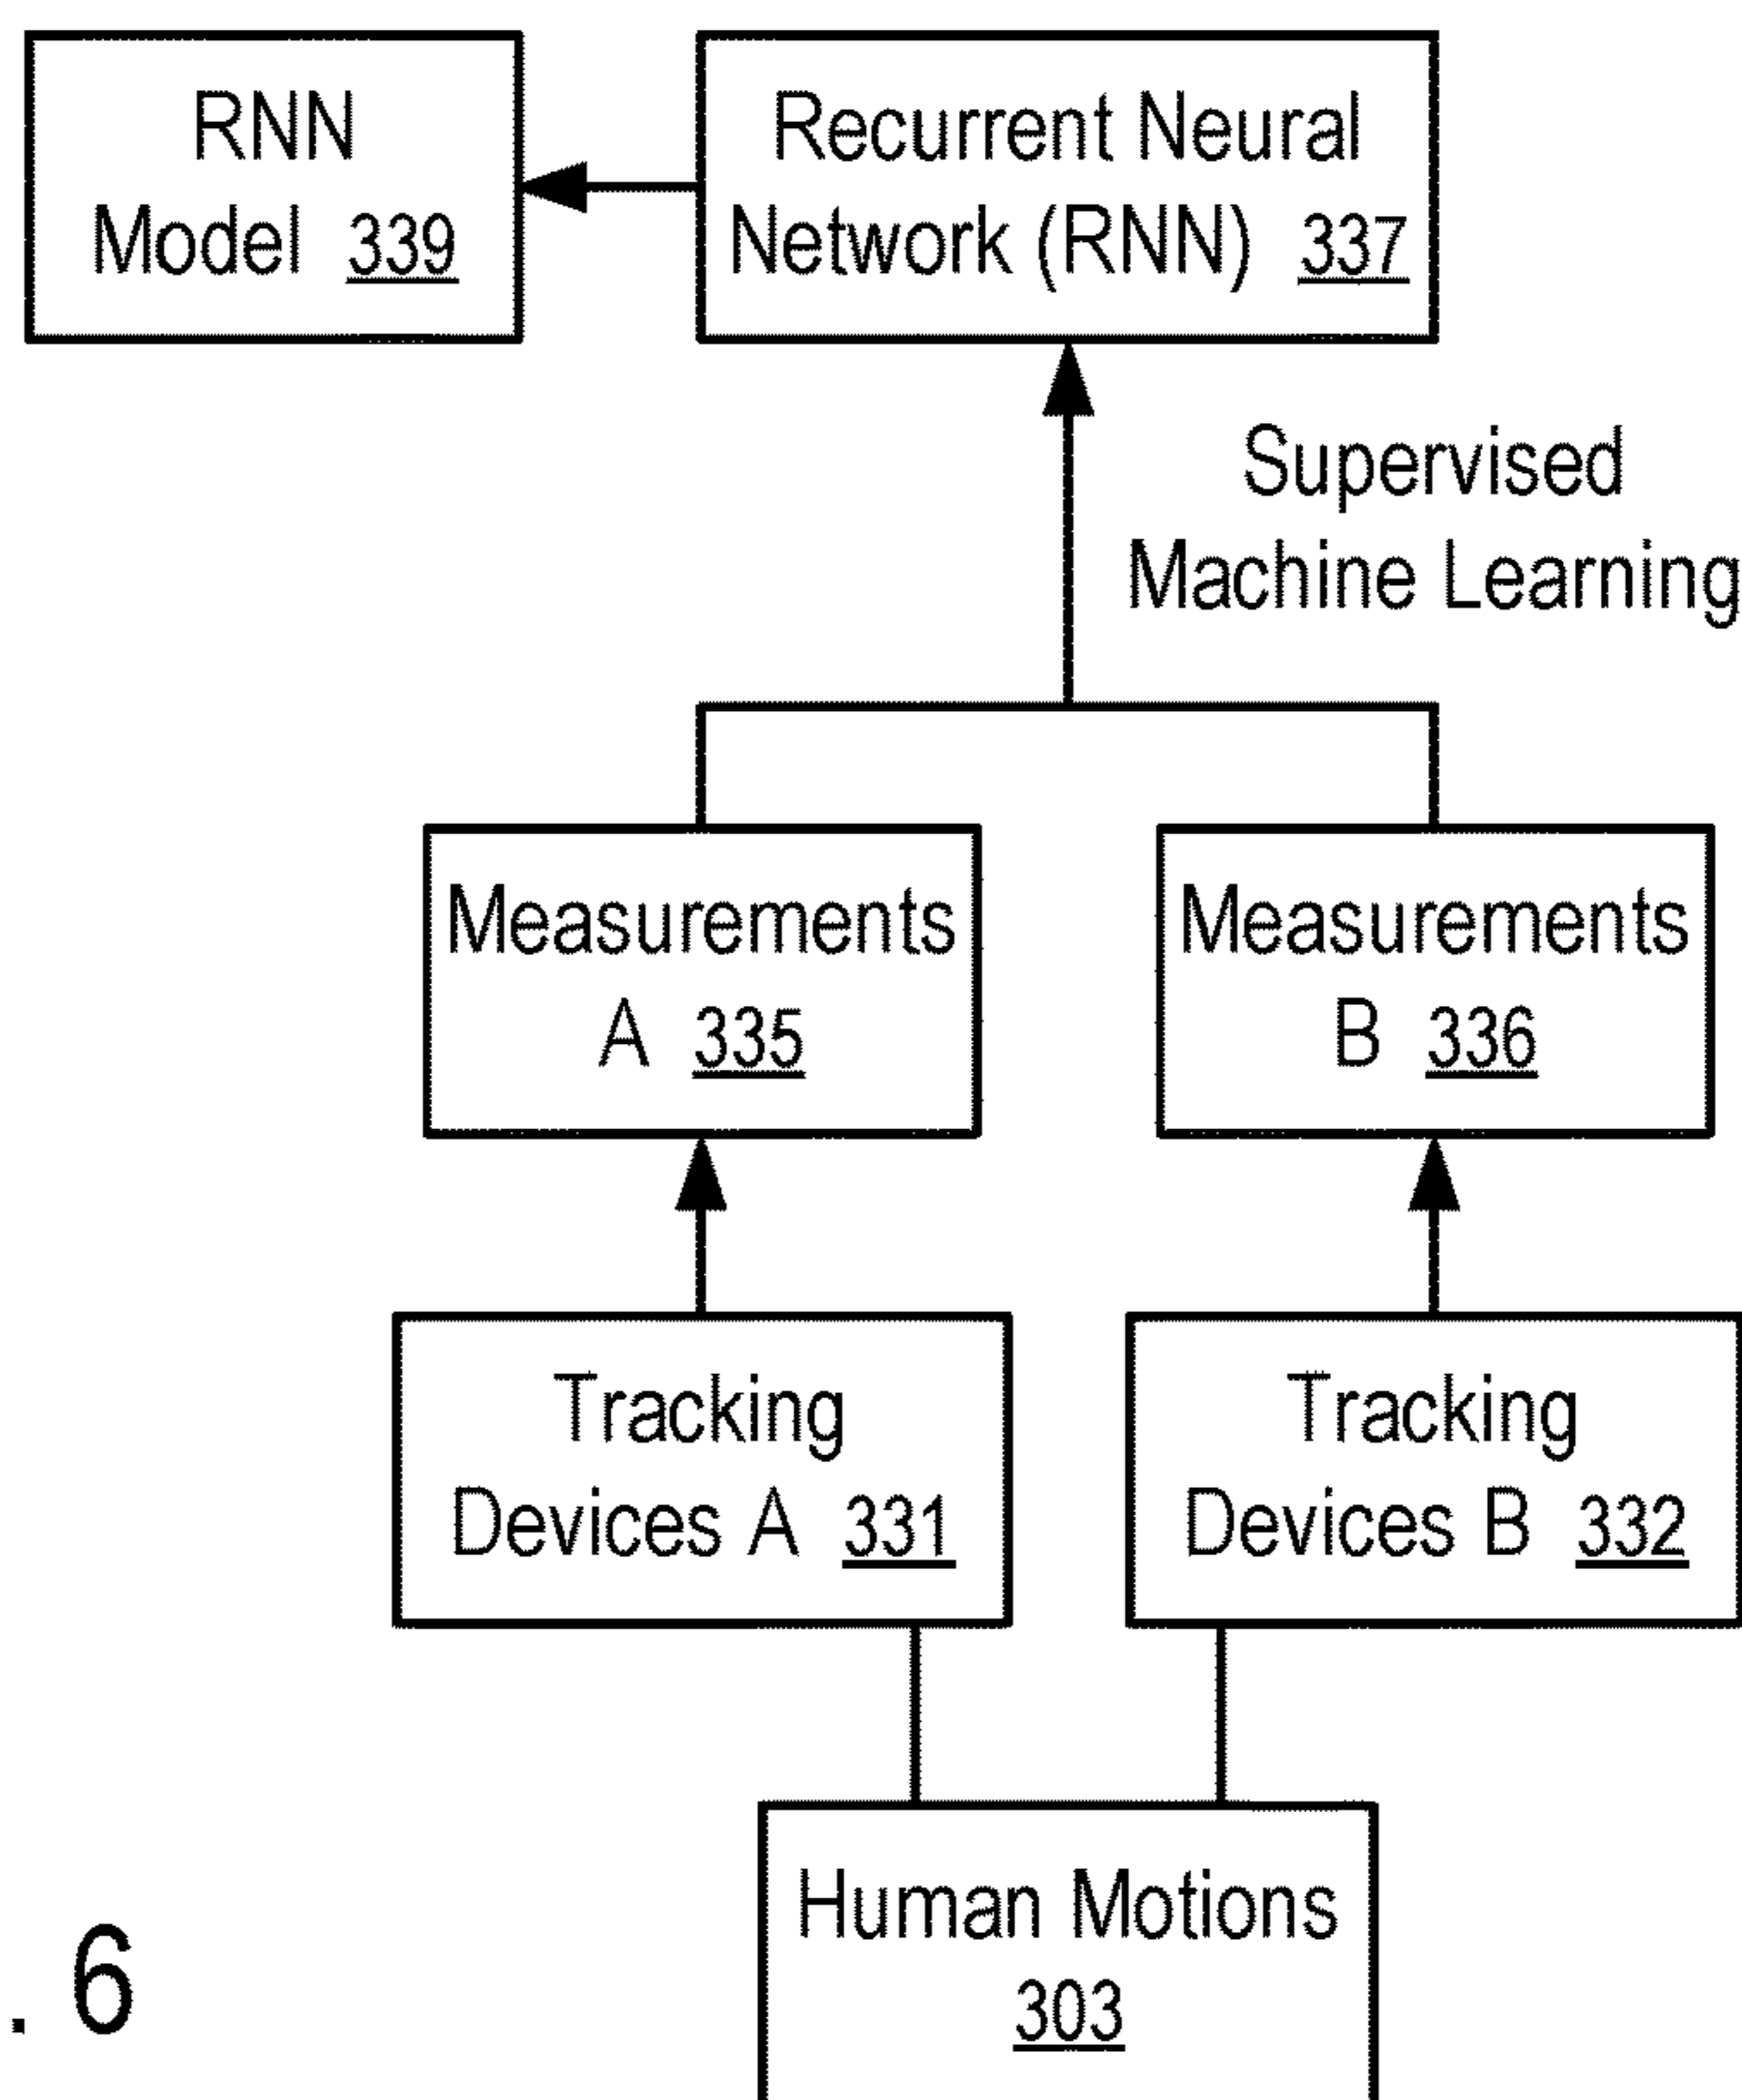 RNN
Model 339
Recurrent Neural
Network (RNN) 337
Supervised
Machine Learning
Measurements
A 335
Measurements
B 336
Tracking
Devices A 331
Tracking
Devices B 332
Human Motions
303
. 6